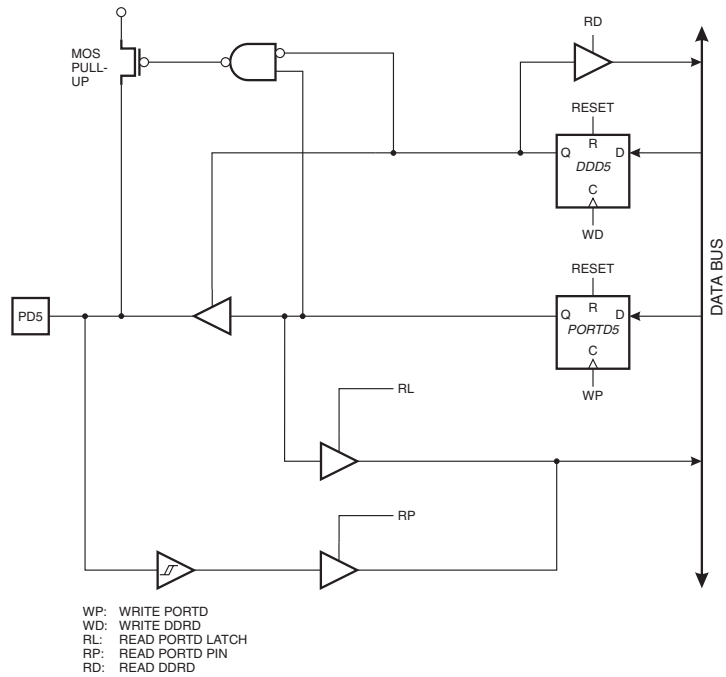 RD
MOS
PULL-
UP
RESET
R
Q
D
DDD5
C
WD
RESET
R
Q
D
PORTD5
C
WP
PD5
DATA BUS
RL
RP
WP: WRITE PORTD
WD: WRITE DDRD
RL: READ PORTD LATCH
RP: READ PORTD PIN
RD: READ DDRD